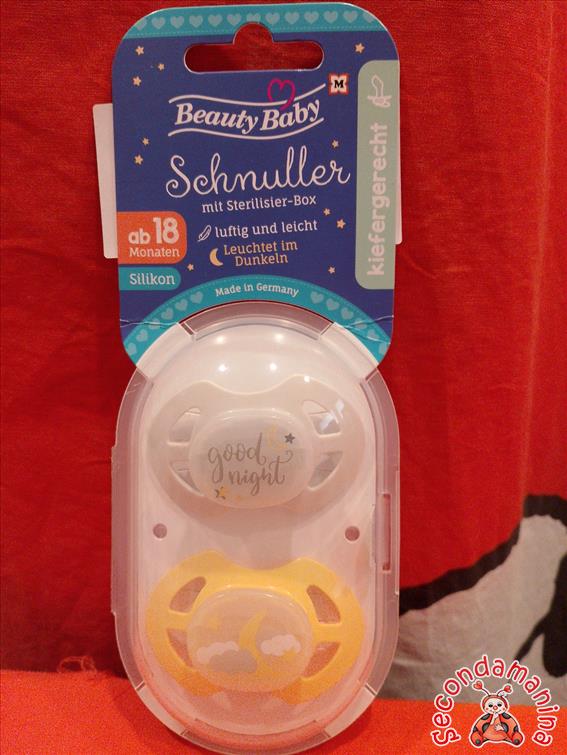 M
Beauty Baby
Schnuller
mit Sterilisier-Box
ab 18
Monaten
luftig und leicht
Leuchtet im
Dunkeln
Silikon
Made in Germany
kiefergerecht
good
night
secondamanina